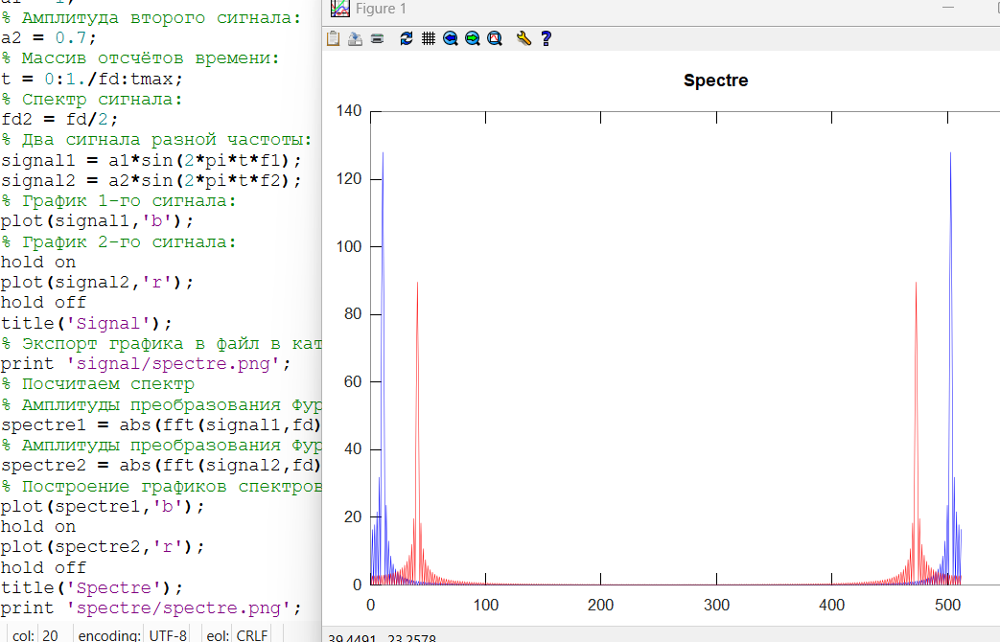 % Амплитуда второго сигнала:
a2 = 0.7;
% Массив отсчётов времени:
t = 0:1./fd:tmax;
% Спектр сигнала:
fd2 = fd/2;
% Два сигнала разной частоты:
signal1 = a1*sin(2*pi*t*f1);
signal2 = a2*sin(2*pi*t*f2);
% График 1-го сигнала:
plot(signal1,'b');
% График 2-го сигнала:
hold on
plot(signal2,'r');
hold off
title('Signal');
% Экспорт графика в файл в кат
print 'signal/spectre.png';
% Посчитаем спектр
% Амплитуды преобразования Фур
spectre1 = abs(fft(signal1,fd)
% Амплитуды преобразования Фур
spectre2 = abs(fft(signal2,fd)
% Построение графиков спектров
plot(spectre1,'b');
hold on
plot(spectre2,'r');
hold off
title('Spectre');
print 'spectre/spectre.png';
col: 20 encoding: UTF-8 eol: CRLF
Figure 1
Spectre
140
120
100
80
60
40
20
0
0 100 200 300 400 500
39.4491, 23.2578